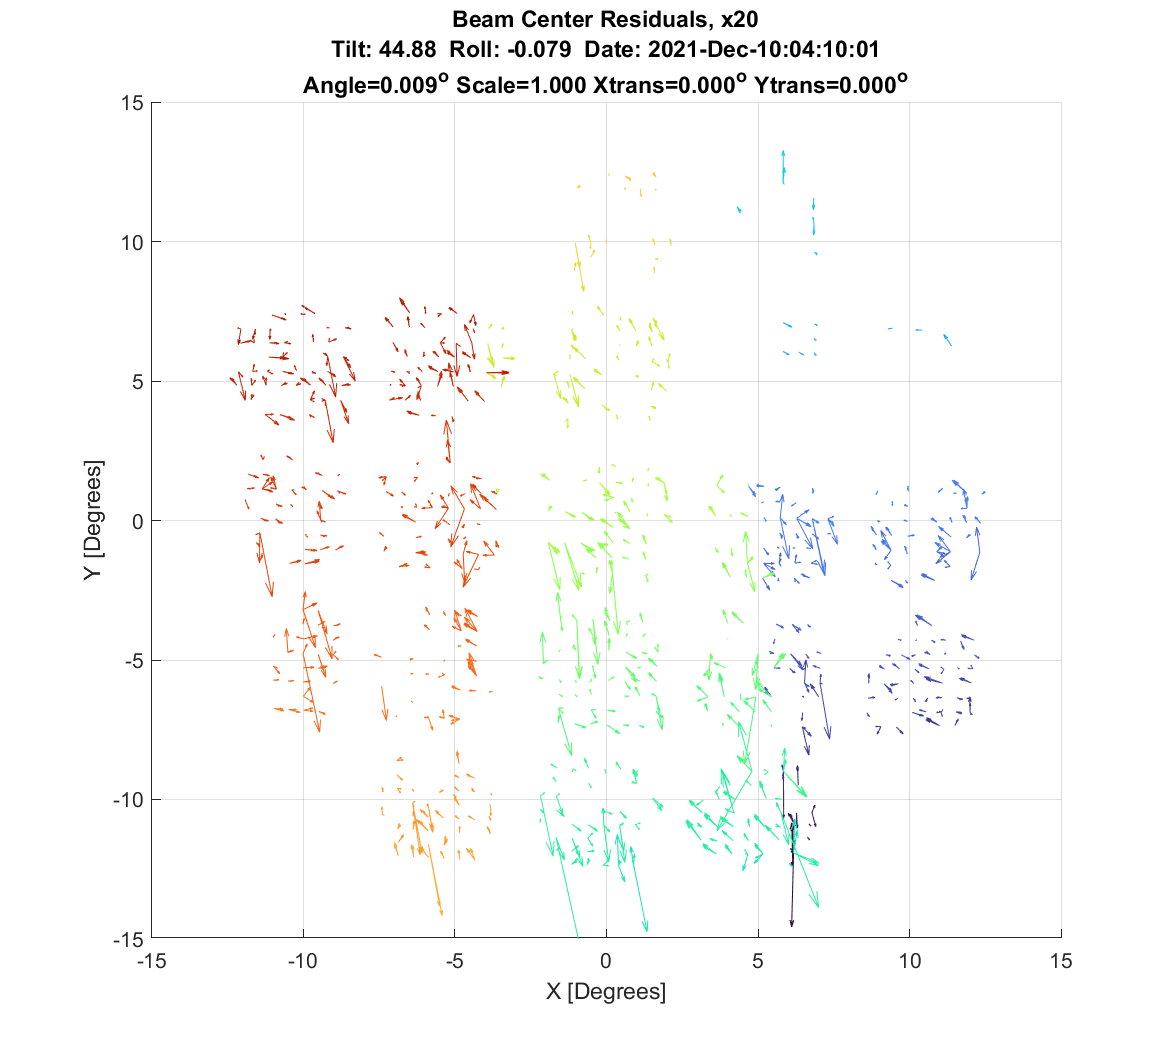 Beam Center Residuals, x20
Tilt: 44.88 Roll: -0.079 Date: 2021-Dec-10:04:10:01
Angle=0.009° Scale=1.000 Xtrans=0.000° Ytrans=0.000°
15
10
5
0
-5
-10
-15
Y [Degrees]
-15 -10 -5 0 5 10 15
X [Degrees]